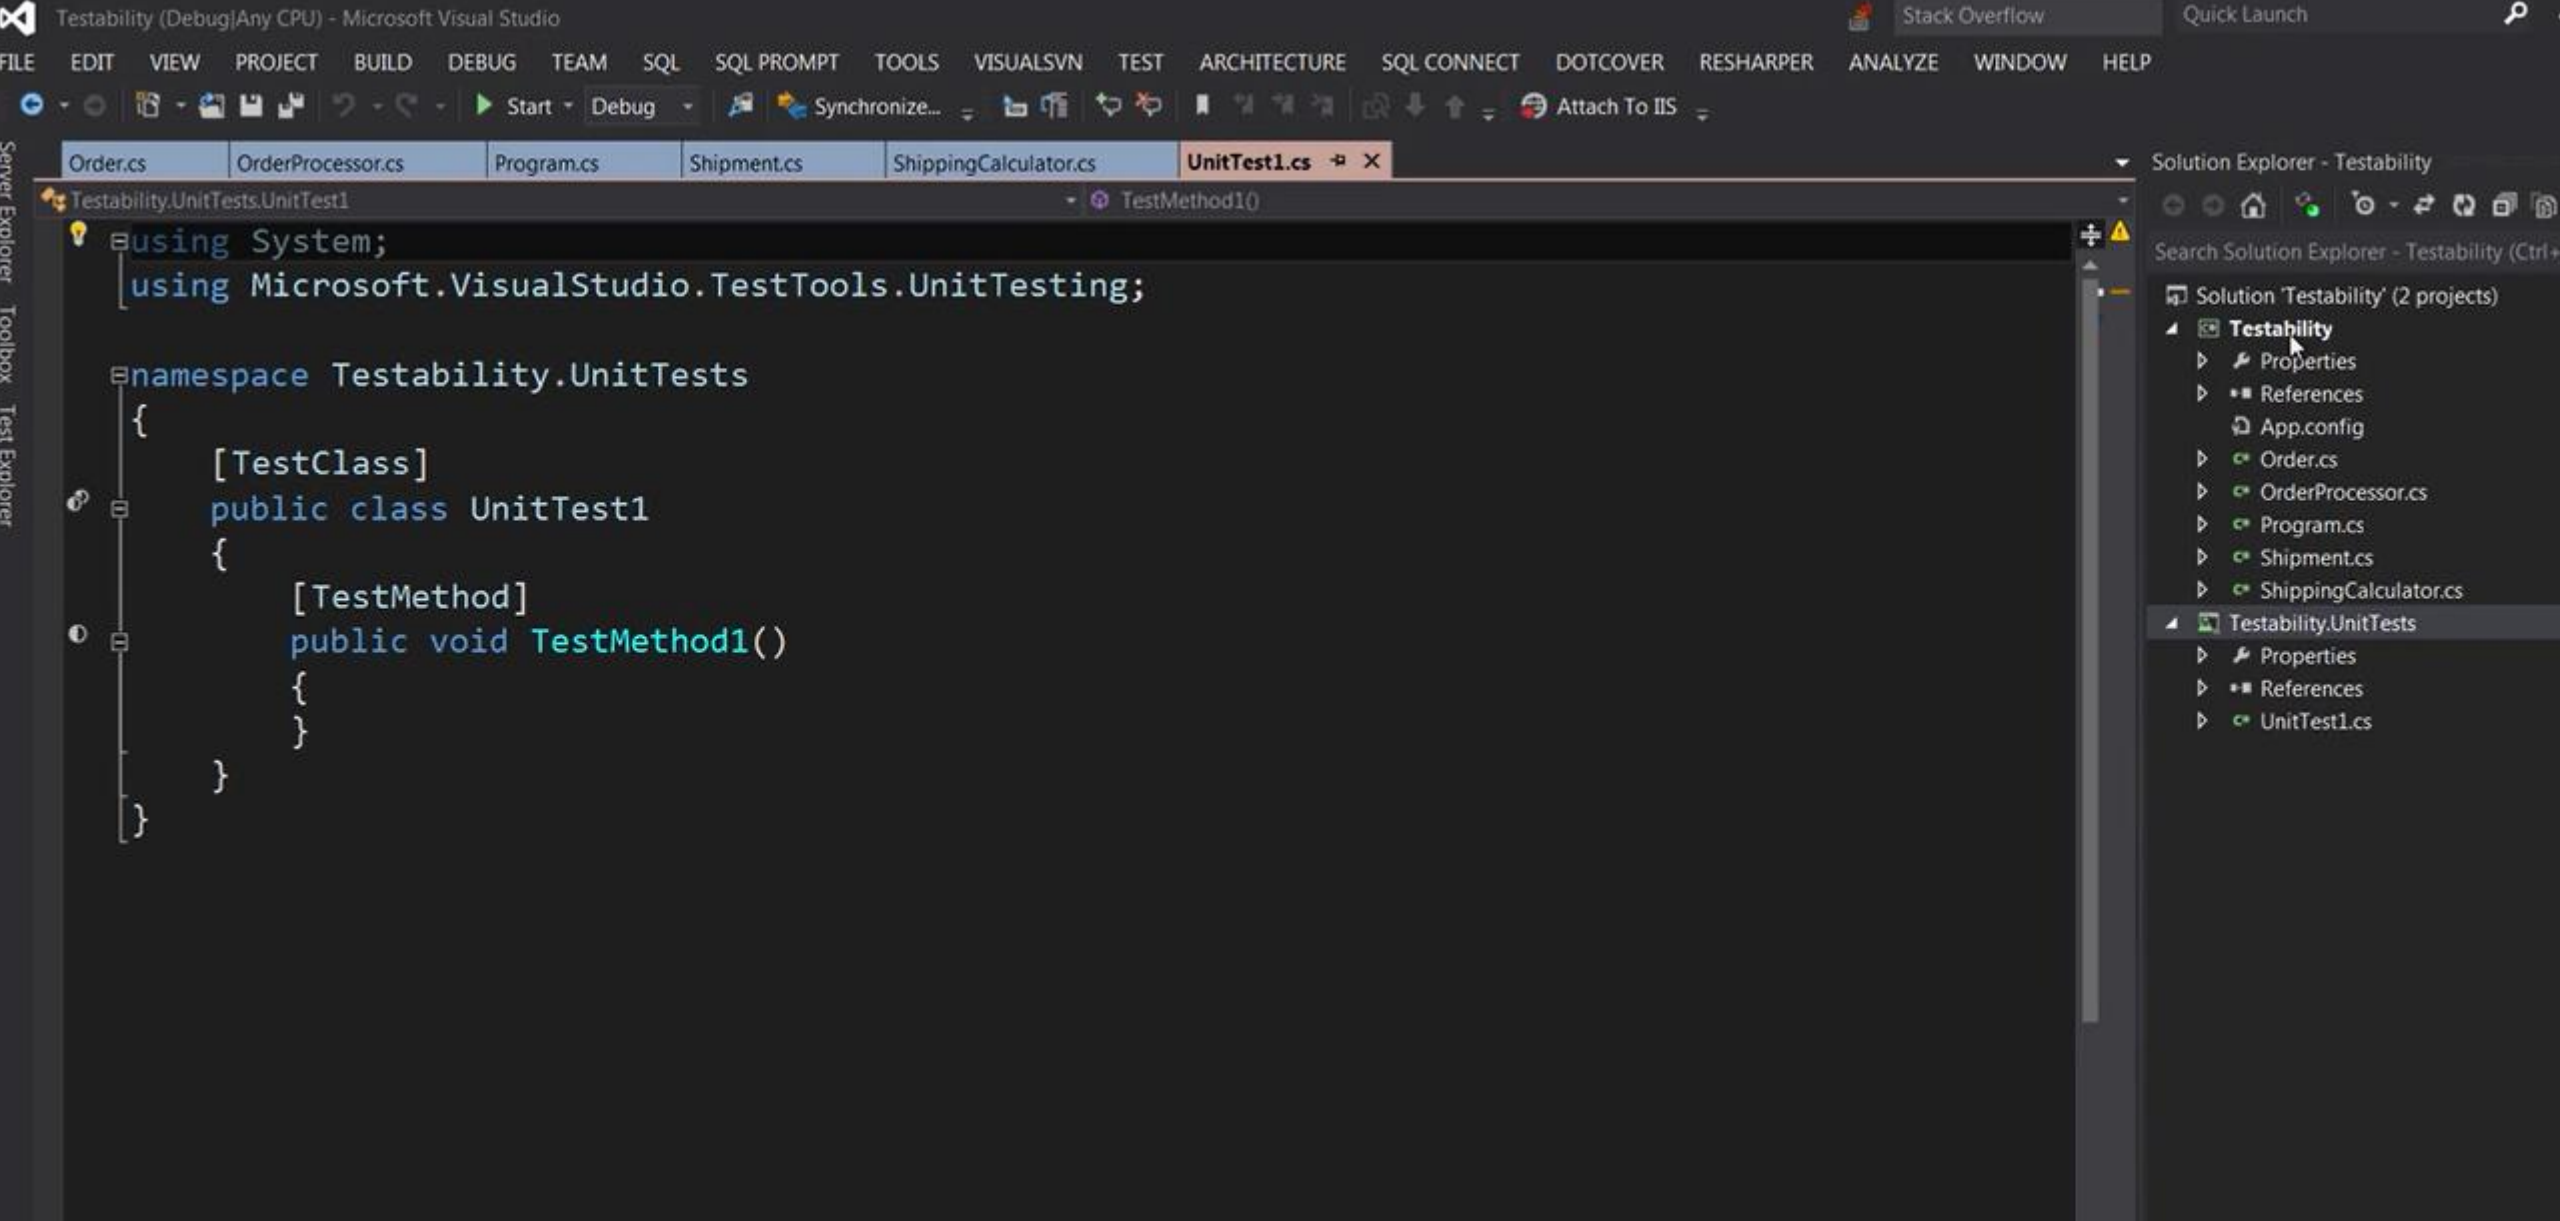 Testability (Debug|Any CPU) - Microsoft Visual Studio
Stack Overflow
Quick Launch
FILE EDIT VIEW PROJECT BUILD DEBUG TEAM SQL SQL PROMPT TOOLS VISUALSVN TEST ARCHITECTURE SQL CONNECT DOTCOVER RESHARPER ANALYZE WINDOW HELP
Start Debug Synchronize... Attach To IIS
Server Explorer
Toolbox
Test Explorer
Order.cs OrderProcessor.cs Program.cs Shipment.cs ShippingCalculator.cs UnitTest1.cs
Testability.UnitTests.UnitTest1
TestMethod1()
using System;
using Microsoft.VisualStudio.TestTools.UnitTesting;
namespace Testability.UnitTests
{
[TestClass]
public class UnitTest1
{
[TestMethod]
public void TestMethod1()
{
}
}
}
Solution Explorer - Testability
Search Solution Explorer - Testability (Ctrl+
Solution 'Testability' (2 projects)
Testability
Properties
References
App.config
Order.cs
OrderProcessor.cs
Program.cs
Shipment.cs
ShippingCalculator.cs
Testability.UnitTests
Properties
References
UnitTest1.cs